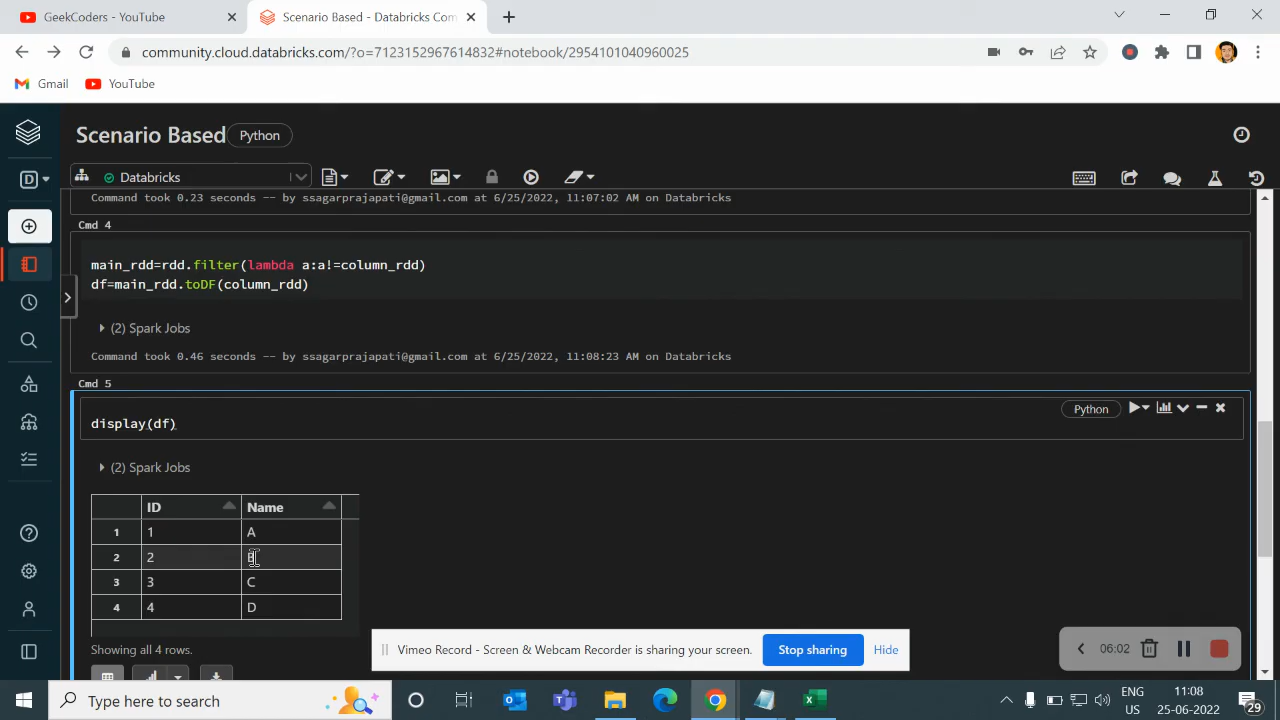 GeekCoders - YouTube
Scenario Based - Databricks Com
community.cloud.databricks.com/?o=7123152967614832#notebook/2954101040960025
Gmail
YouTube
Scenario Based
Python
D
Databricks
Command took 0.23 seconds -- by ssagarprajapati@gmail.com at 6/25/2022, 11:07:02 AM on Databricks
Cmd 4
main_rdd=rdd.filter(lambda a:a!=column_rdd)
df=main_rdd.toDF(column_rdd)
(2) Spark Jobs
Command took 0.46 seconds -- by ssagarprajapati@gmail.com at 6/25/2022, 11:08:23 AM on Databricks
Cmd 5
display(df)
Python
(2) Spark Jobs
ID Name
1 1 A
2 2 B
3 3 C
4 4 D
Showing all 4 rows.
Vimeo Record - Screen & Webcam Recorder is sharing your screen.
Stop sharing
Hide
06:02
Type here to search
ENG
US
11:08
25-06-2022
29